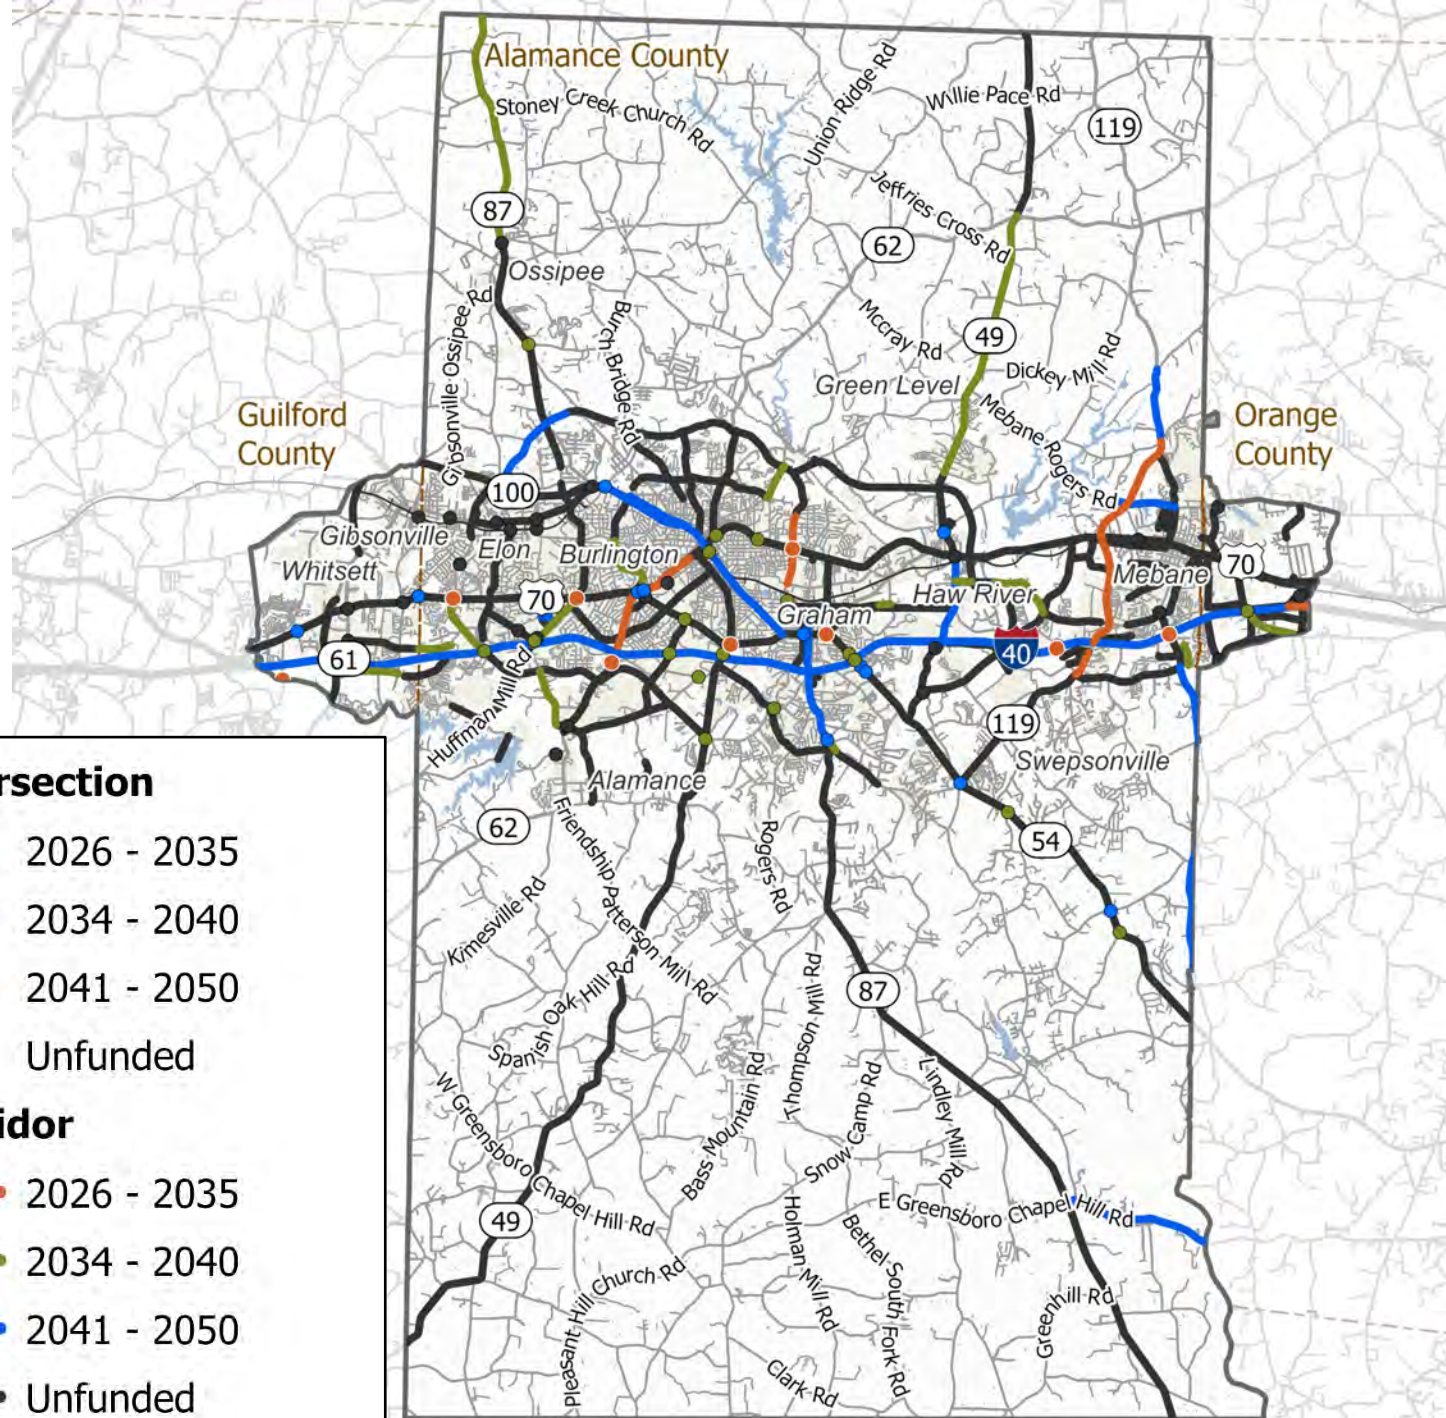 Alamance County
Stoney Creek Church Rd
Union Ridge Rd
Willie Pace Rd
119
87
Jeffries Cross Rd
62
Ossipee
Gibsonville Ossipee Rd
Burch Bridge Rd
Mccray Rd
49
Dickey Mill Rd
Green Level
Guilford
County
Mebane Rogers Rd
Orange
County
100
Gibsonville
Elon
Burlington
Whitsett
70
Mebane
70
Haw River
Graham
61
40
Huffman Mill Rd
119
Swepsonville
Alamance
62
Friendship Patterson Mill Rd
Rogers Rd
54
Kimesville Rd
Spanish Oak Hill Rd
Thompson Mill Rd
87
W Greensboro Chapel Hill Rd
Bass Mountain Rd
Snow Camp Rd
Lindley Mill Rd
49
E Greensboro Chapel Hill Rd
Holman Mill Rd
Bethel South Fork Rd
Pleasant Hill Church Rd
Greenhill Rd
Clark Rd
rsection
2026 - 2035
2034 - 2040
2041 - 2050
Unfunded
idor
2026 - 2035
2034 - 2040
2041 - 2050
Unfunded